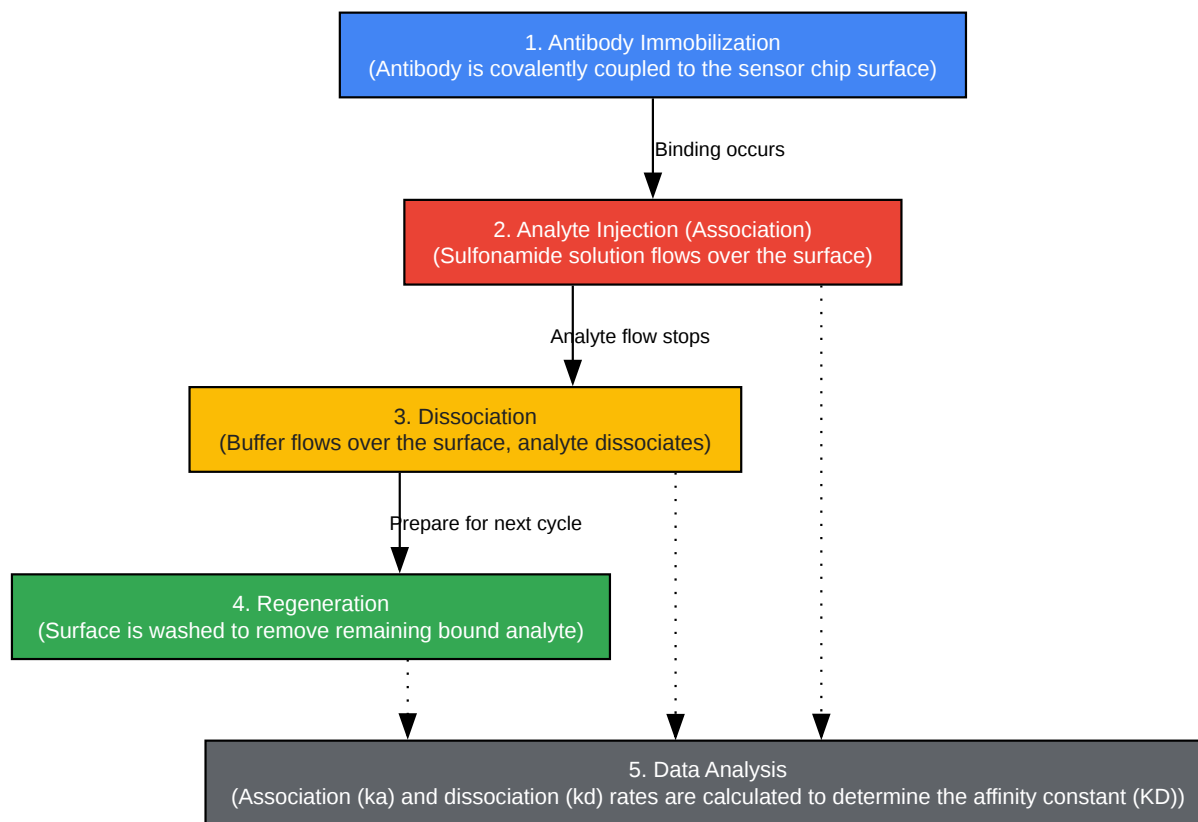 1. Antibody Immobilization
(Antibody is covalently coupled to the sensor chip surface)
Binding occurs
2. Analyte Injection (Association)
(Sulfonamide solution flows over the surface)
Analyte flow stops
3. Dissociation
(Buffer flows over the surface, analyte dissociates)
Prepare for next cycle
4. Regeneration
(Surface is washed to remove remaining bound analyte)
5. Data Analysis
(Association (ka) and dissociation (kd) rates are calculated to determine the affinity constant (KD))